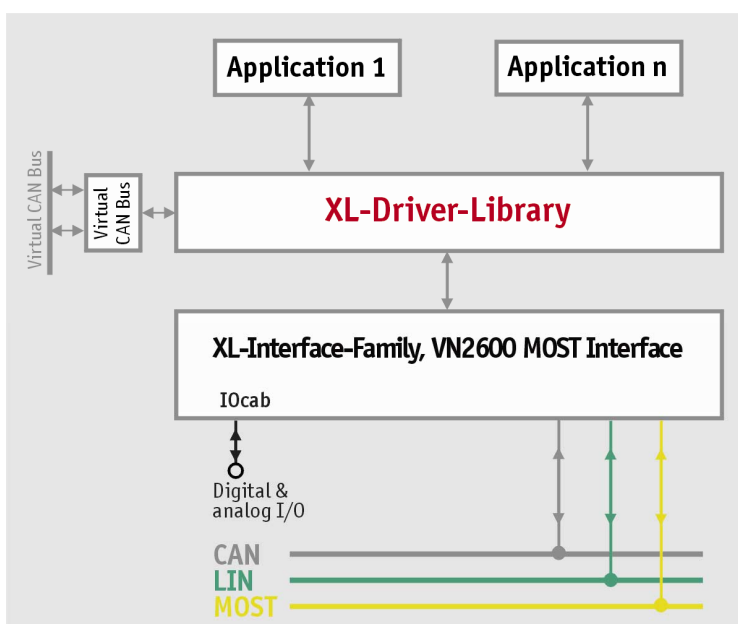 Application 1
Application n
Virtual CAN Bus
Virtual
CAN Bus
XL-Driver-Library
XL-Interface-Family, VN2600 MOST Interface
IOcab
Digital &
analog I/O
CAN
LIN
MOST